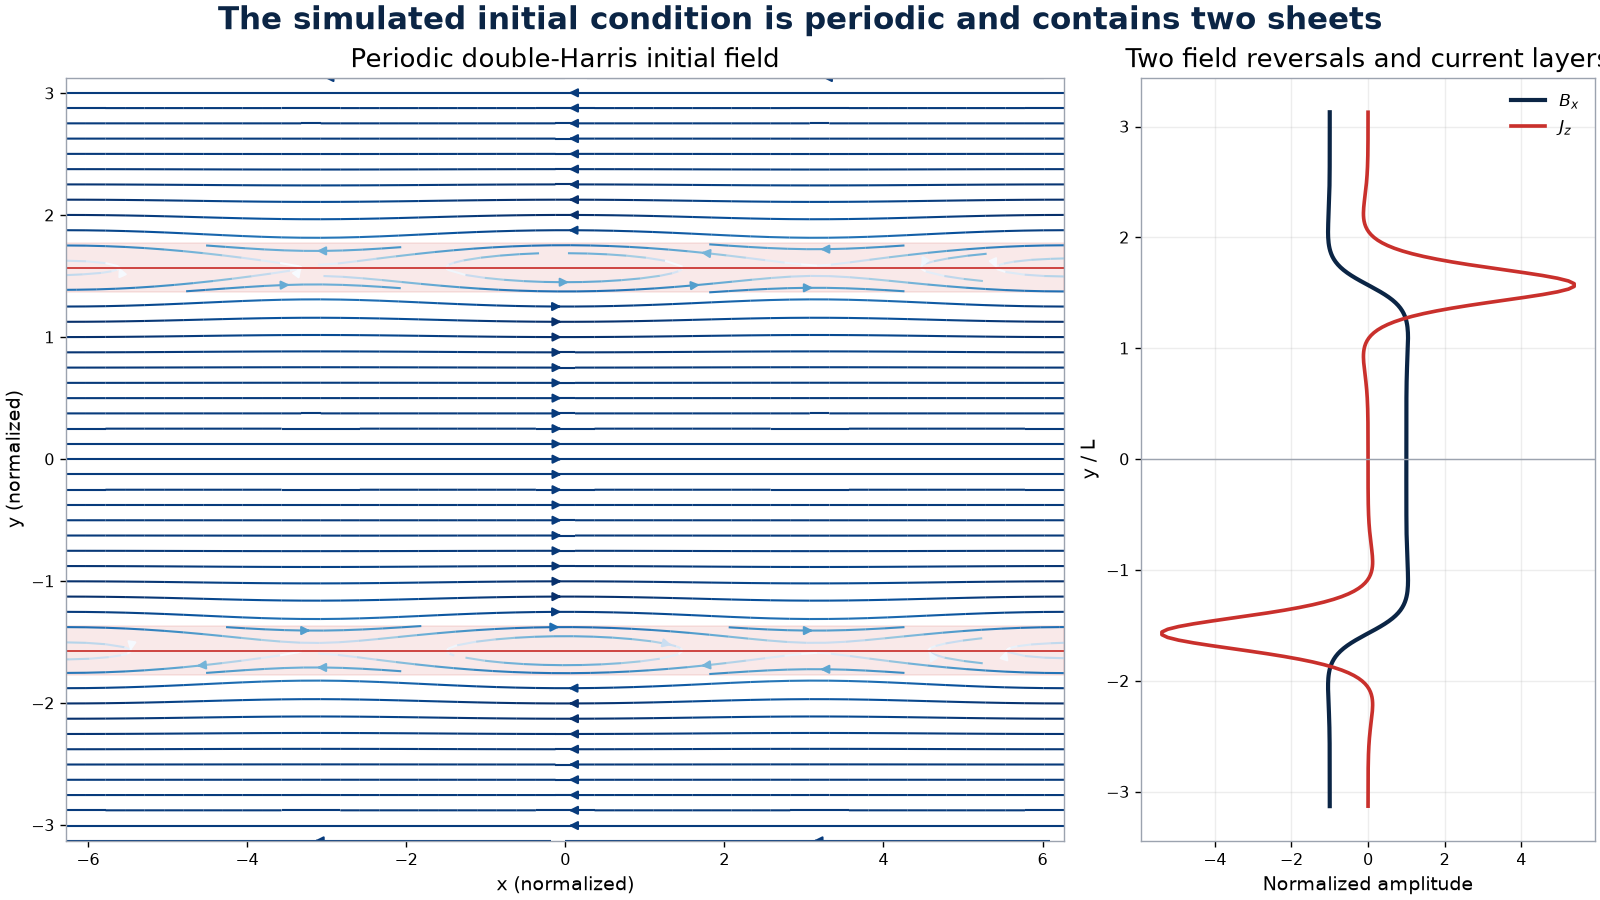 The simulated initial condition is periodic and contains two sheets
Periodic double-Harris initial field
3
2
1
0
−1
−2
−3
y (normalized)
−6
−4
−2
0
2
4
6
x (normalized)
Two field reversals and current layers
B_x
J_z
3
2
1
0
−1
−2
−3
y / L
−4
−2
0
2
4
Normalized amplitude